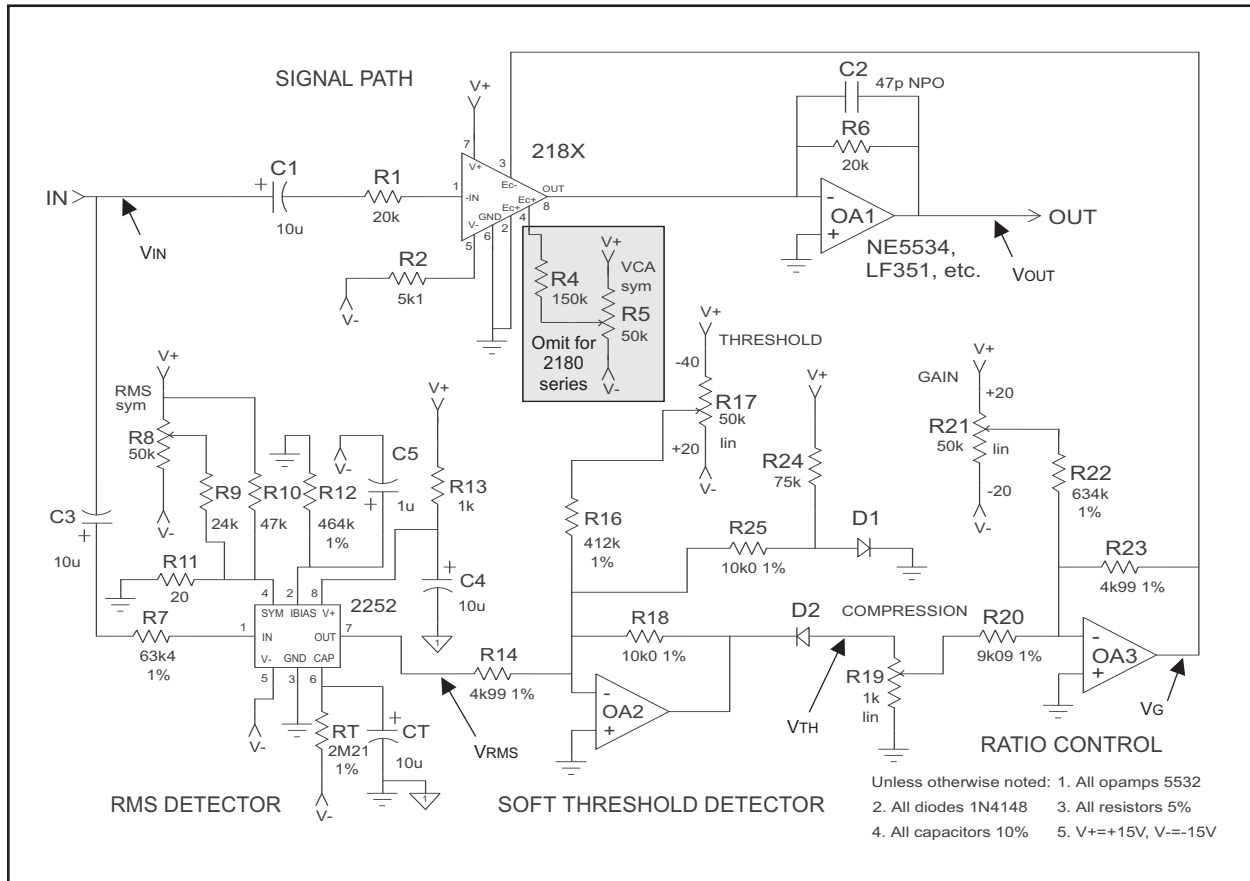 SIGNAL PATH
V+
7
V+
3
218X
Ec-
1
-IN
OUT
8
Ec+
Ec+
4
GND
V-
2
6
5
C2
47p NPO
R6
20k
-
+
OA1
NE5534,
LF351, etc.
OUT
VOUT
IN
VIN
+
C1
10u
R1
20k
R2
5k1
V-
R4
150k
V+
VCA
sym
R5
50k
V-
Omit for
2180
series
V+
THRESHOLD
-40
R17
50k
lin
+20
V-
V+
R24
75k
GAIN
V+
+20
R21
50k
lin
-20
V-
R22
634k
1%
R23
4k99 1%
V+
RMS
sym
R8
50k
V-
R9
24k
R10
47k
R11
20
R12
464k
1%
V-
C5
1u
+
V+
R13
1k
+
C4
10u
1
C3
+
10u
R7
63k4
1%
4
2
8
2252
SYM
IBIAS
V+
1
IN
OUT
7
V-
GND
CAP
5
3
6
V-
RT
2M21
1%
V-
+
CT
10u
1
VRMS
R14
4k99 1%
R16
412k
1%
R25
10k0 1%
D1
R18
10k0 1%
-
+
OA2
D2
COMPRESSION
VTH
R19
1k
lin
R20
9k09 1%
-
+
OA3
VG
RMS DETECTOR
SOFT THRESHOLD DETECTOR
RATIO CONTROL
Unless otherwise noted: 1. All opamps 5532
2. All diodes 1N4148 3. All resistors 5%
4. All capacitors 10% 5. V+=+15V, V-=-15V